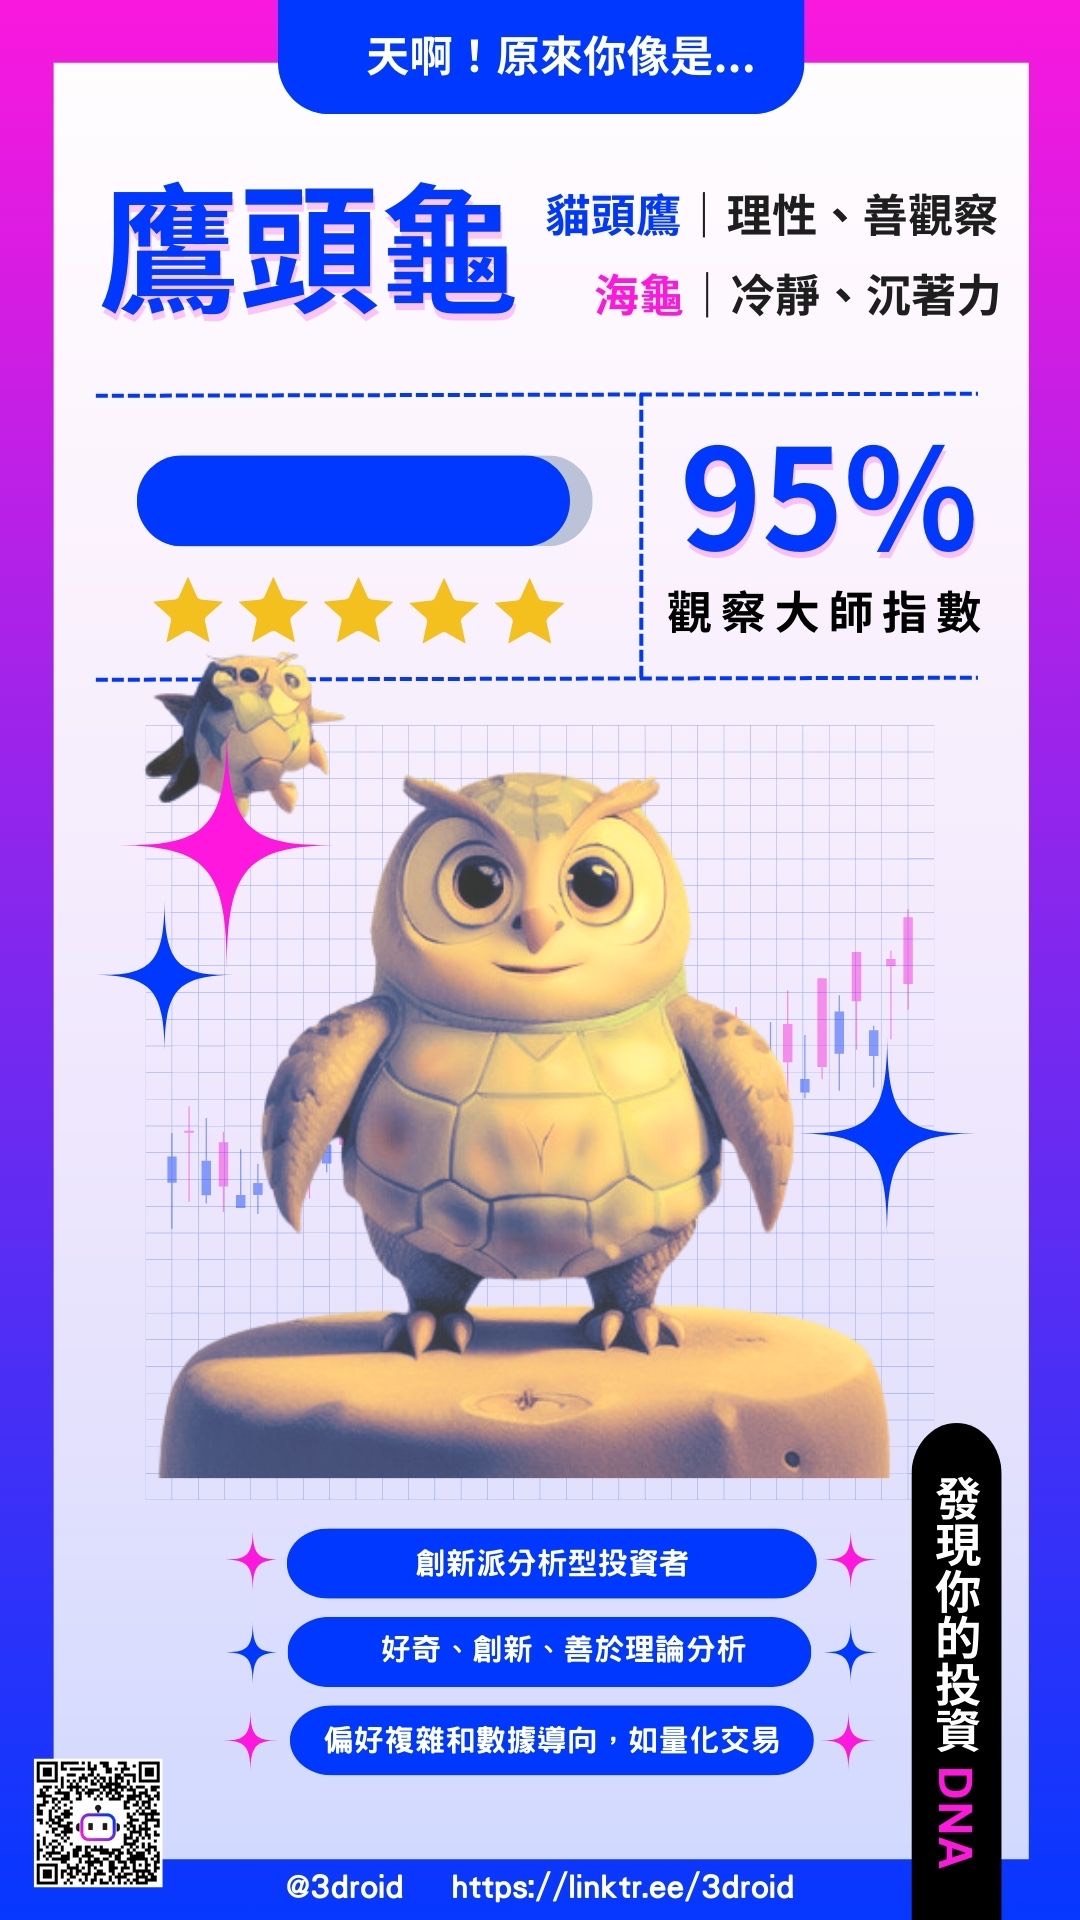 天啊！原來你像是...
鷹頭龜
貓頭鷹｜理性、善觀察
海龜｜冷靜、沉著力
95%
觀察大師指數
創新派分析型投資者
好奇、創新、善於理論分析
偏好複雜和數據導向，如量化交易
發現你的投資 DNA
@3droid https://linktr.ee/3droid